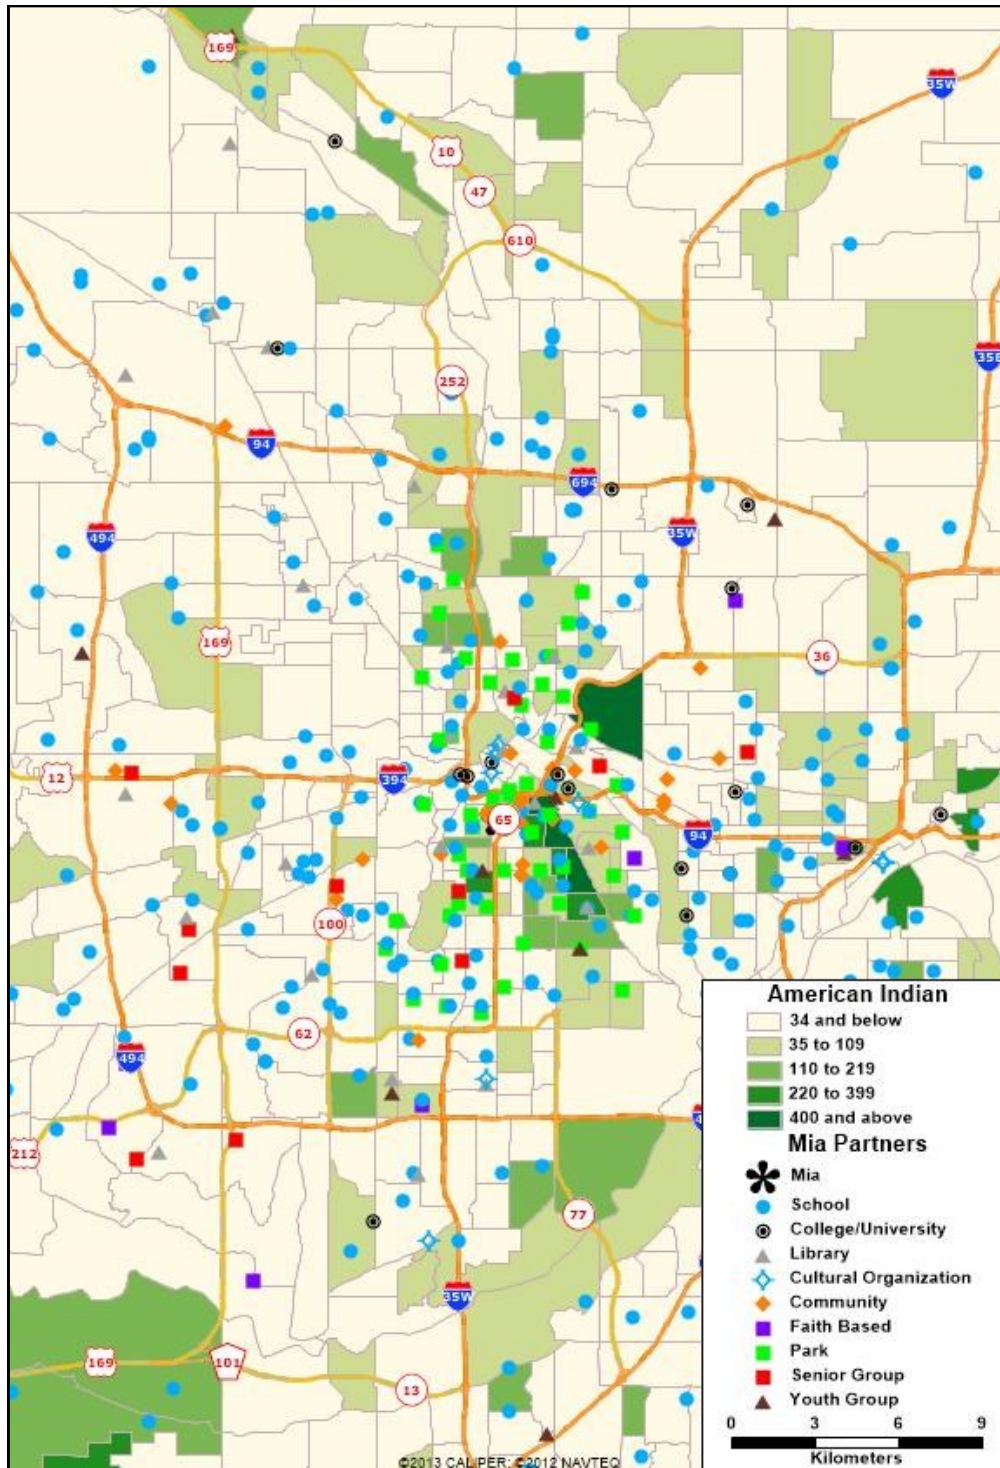 169
35W
10
47
610
35E
252
94
694
494
35W
169
36
12
394
65
94
100
62
494
212
77
35W
169
101
13
American Indian
34 and below
35 to 109
110 to 219
220 to 399
400 and above
Mia Partners
Mia
School
College/University
Library
Cultural Organization
Community
Faith Based
Park
Senior Group
Youth Group
0 3 6 9
Kilometers
©2013 CALIPER; ©2012 NAVTEQ